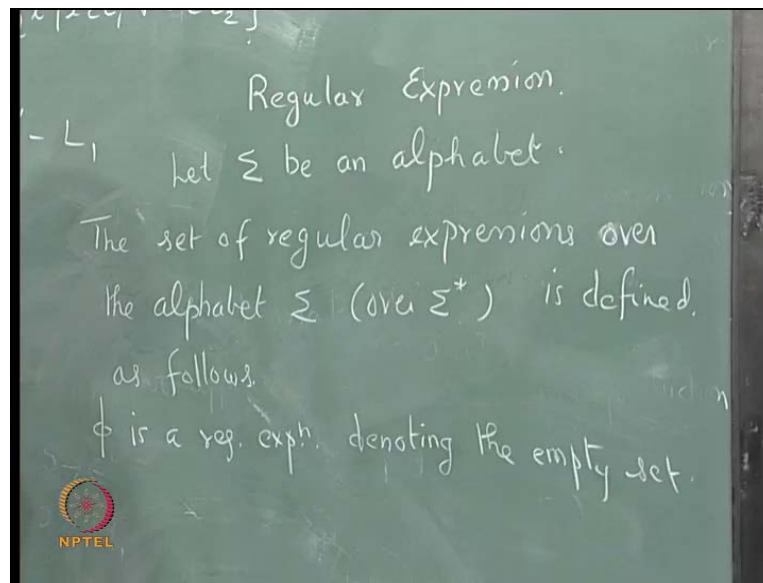 Regular Expression.
- L₁
Let Σ be an alphabet.
The set of regular expressions over
the alphabet Σ (over Σ*) is defined.
as follows.
ϕ is a reg. expn. denoting the empty set.
NPTEL